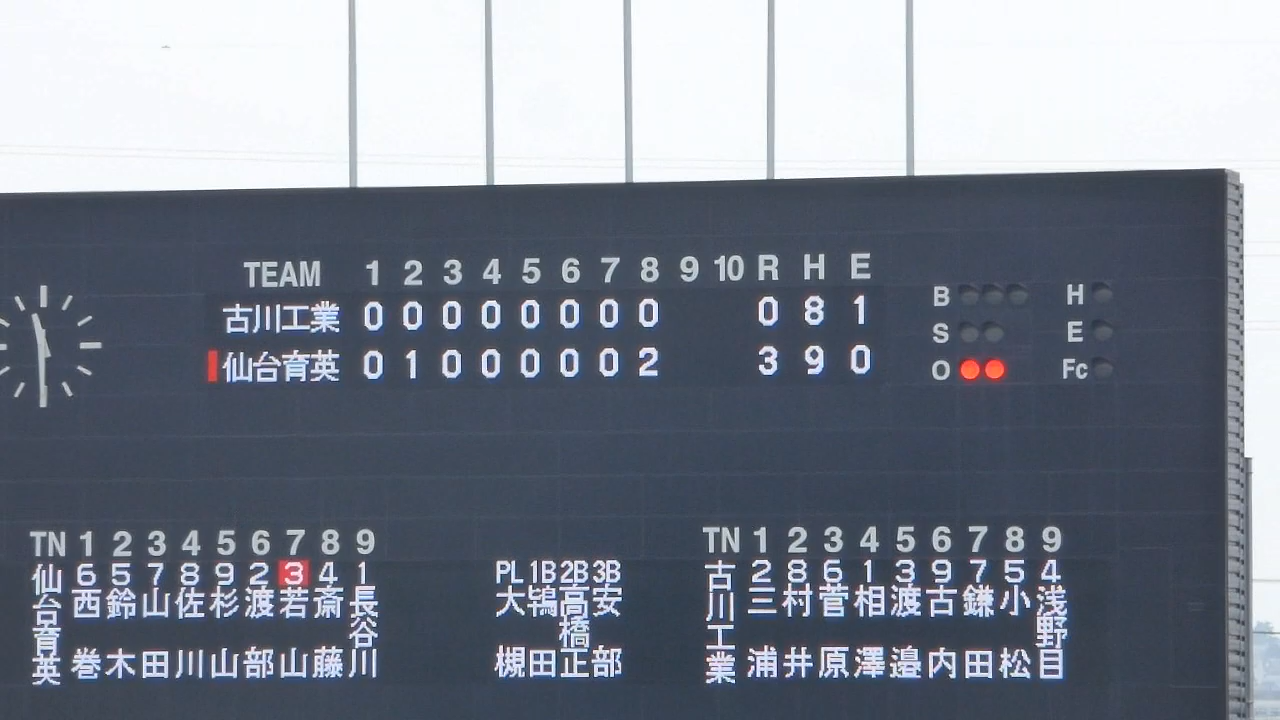 TEAM 1 2 3 4 5 6 7 8 9 10 R H E
古川工業 0 0 0 0 0 0 0 0 0 8 1
仙台育英 0 1 0 0 0 0 0 2 3 9 0
B H
S E
O Fc
TN 1 2 3 4 5 6 7 8 9
仙台育英
6 西巻
5 鈴木
7 山田
8 佐川
9 杉山
2 渡部
3 若山
4 斎藤
1 長谷川
PL 大槻
1B 鴇田
2B 高橋正
3B 安部
TN 1 2 3 4 5 6 7 8 9
古川工業
2 三浦
8 村井
6 菅原
1 相澤
3 渡邉
9 古内
7 鎌田
5 小松
4 浅野目